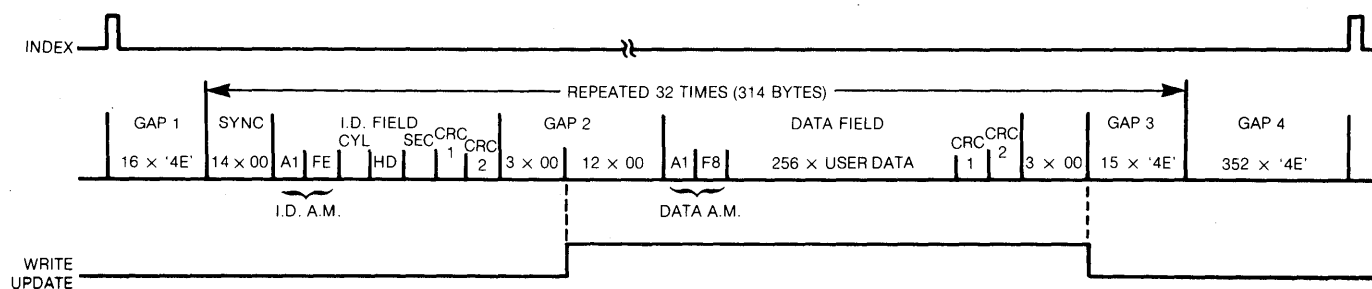 INDEX
REPEATED 32 TIMES (314 BYTES)
GAP 1 SYNC I.D. FIELD GAP 2 DATA FIELD GAP 3 GAP 4
CYL SEC CRC 1 CRC 2 CRC 1 CRC 2
16 × '4E' 14 × 00 A1 FE HD 3 × 00 12 × 00 A1 F8 256 × USER DATA 3 × 00 15 × '4E' 352 × '4E'
I.D. A.M. DATA A.M.
WRITE
UPDATE